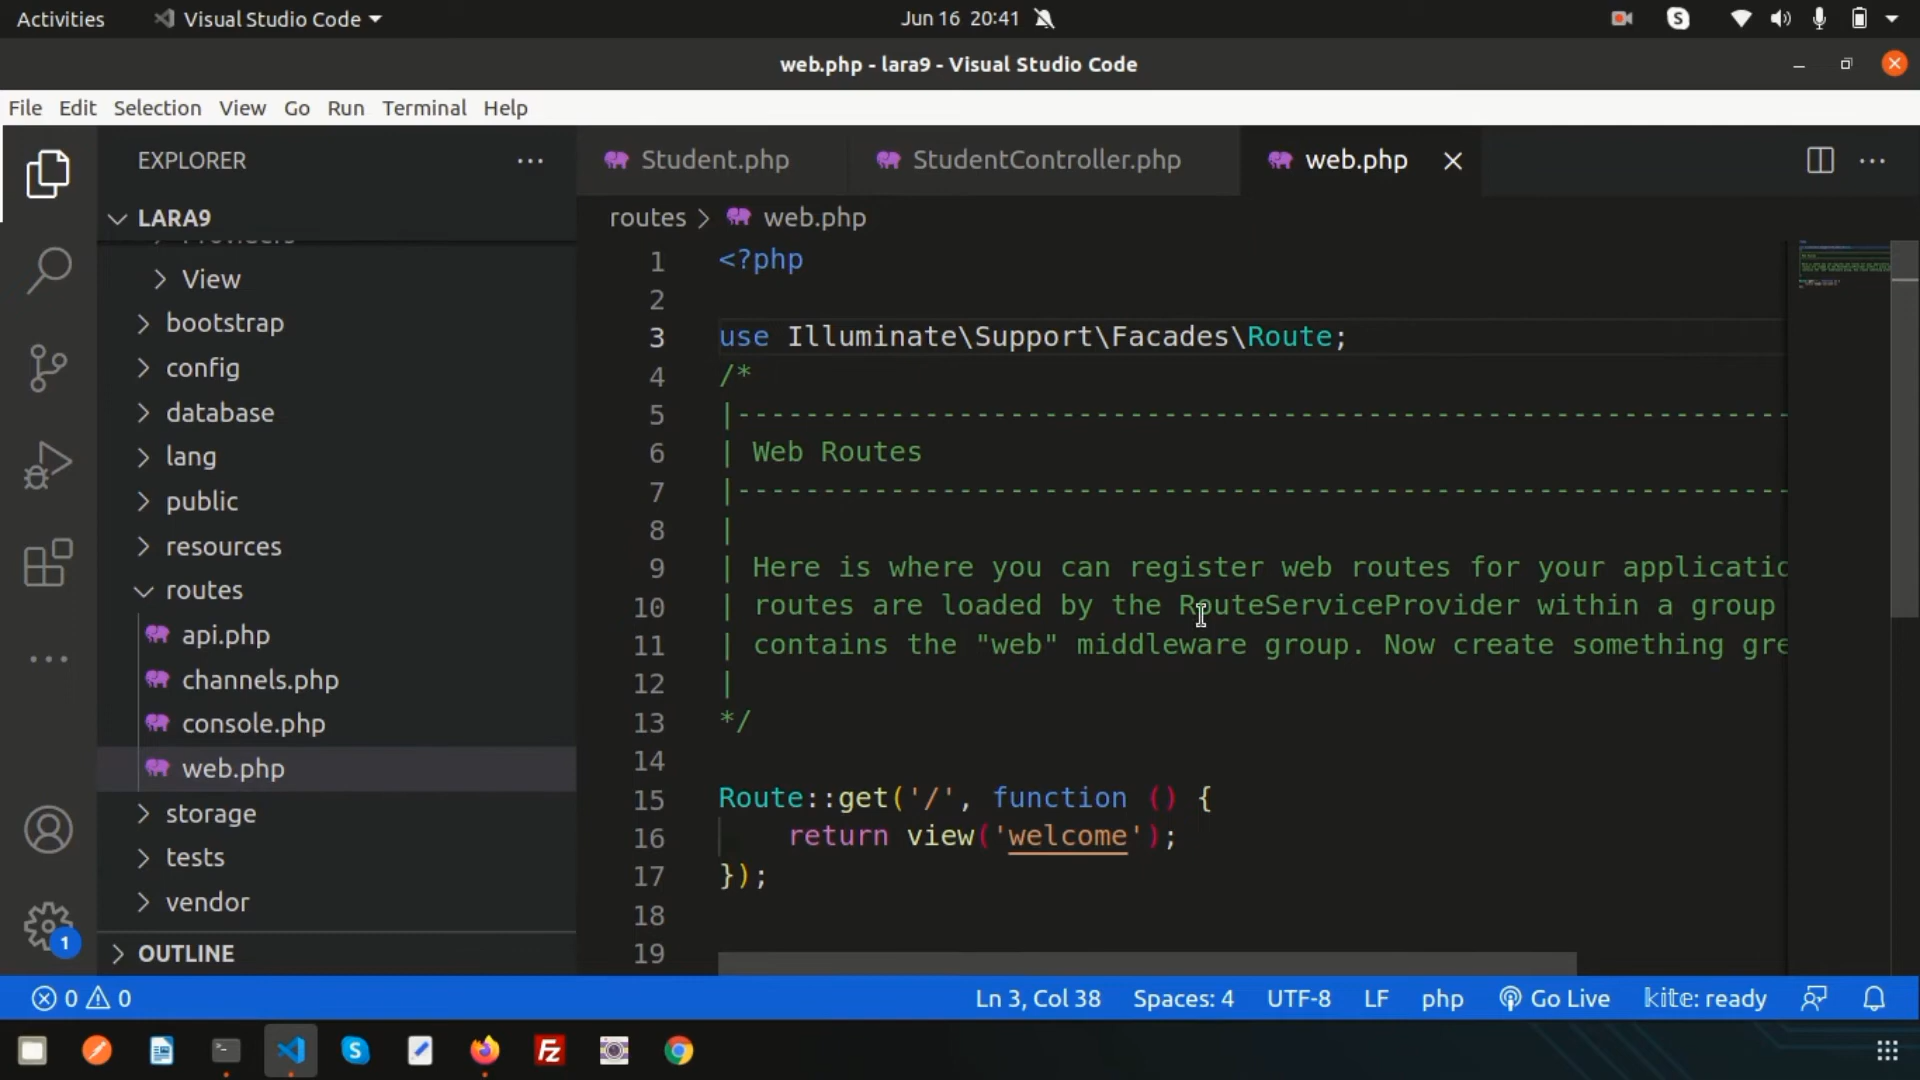 Activities
Visual Studio Code
Jun 16 20:41
web.php - lara9 - Visual Studio Code
File Edit Selection View Go Run Terminal Help
EXPLORER
LARA9
Providers
View
bootstrap
config
database
lang
public
resources
routes
api.php
channels.php
console.php
web.php
storage
tests
vendor
OUTLINE
1
Student.php
StudentController.php
web.php
routes > web.php
1 <?php
2
3 use Illuminate\Support\Facades\Route;
4 /*
5 |--------------------------------------------------------------
6 | Web Routes
7 |--------------------------------------------------------------
8 |
9 | Here is where you can register web routes for your applicatio
10 | routes are loaded by the RouteServiceProvider within a group
11 | contains the "web" middleware group. Now create something gre
12 |
13 */
14
15 Route::get('/', function () {
16 return view('welcome');
17 });
18
19
0 0
Ln 3, Col 38 Spaces: 4 UTF-8 LF php Go Live kite: ready